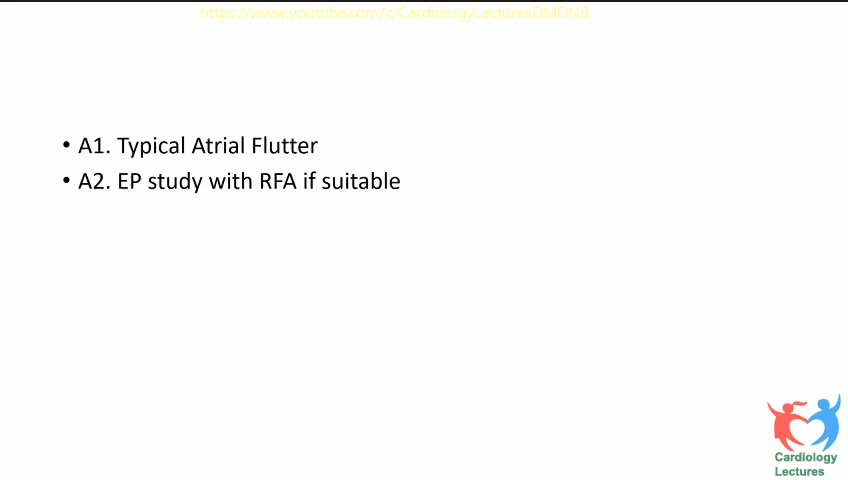 https://www.youtube.com/c/CardiologyLecturesDMDNB
• A1. Typical Atrial Flutter
• A2. EP study with RFA if suitable
Cardiology
Lectures